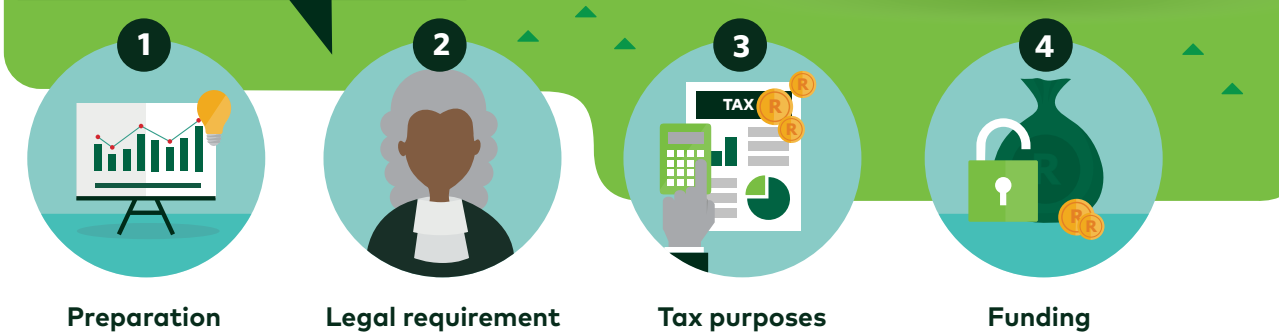 1
2
3
4
TAX
R
R
R
R
R
R
Preparation
Legal requirement
Tax purposes
Funding